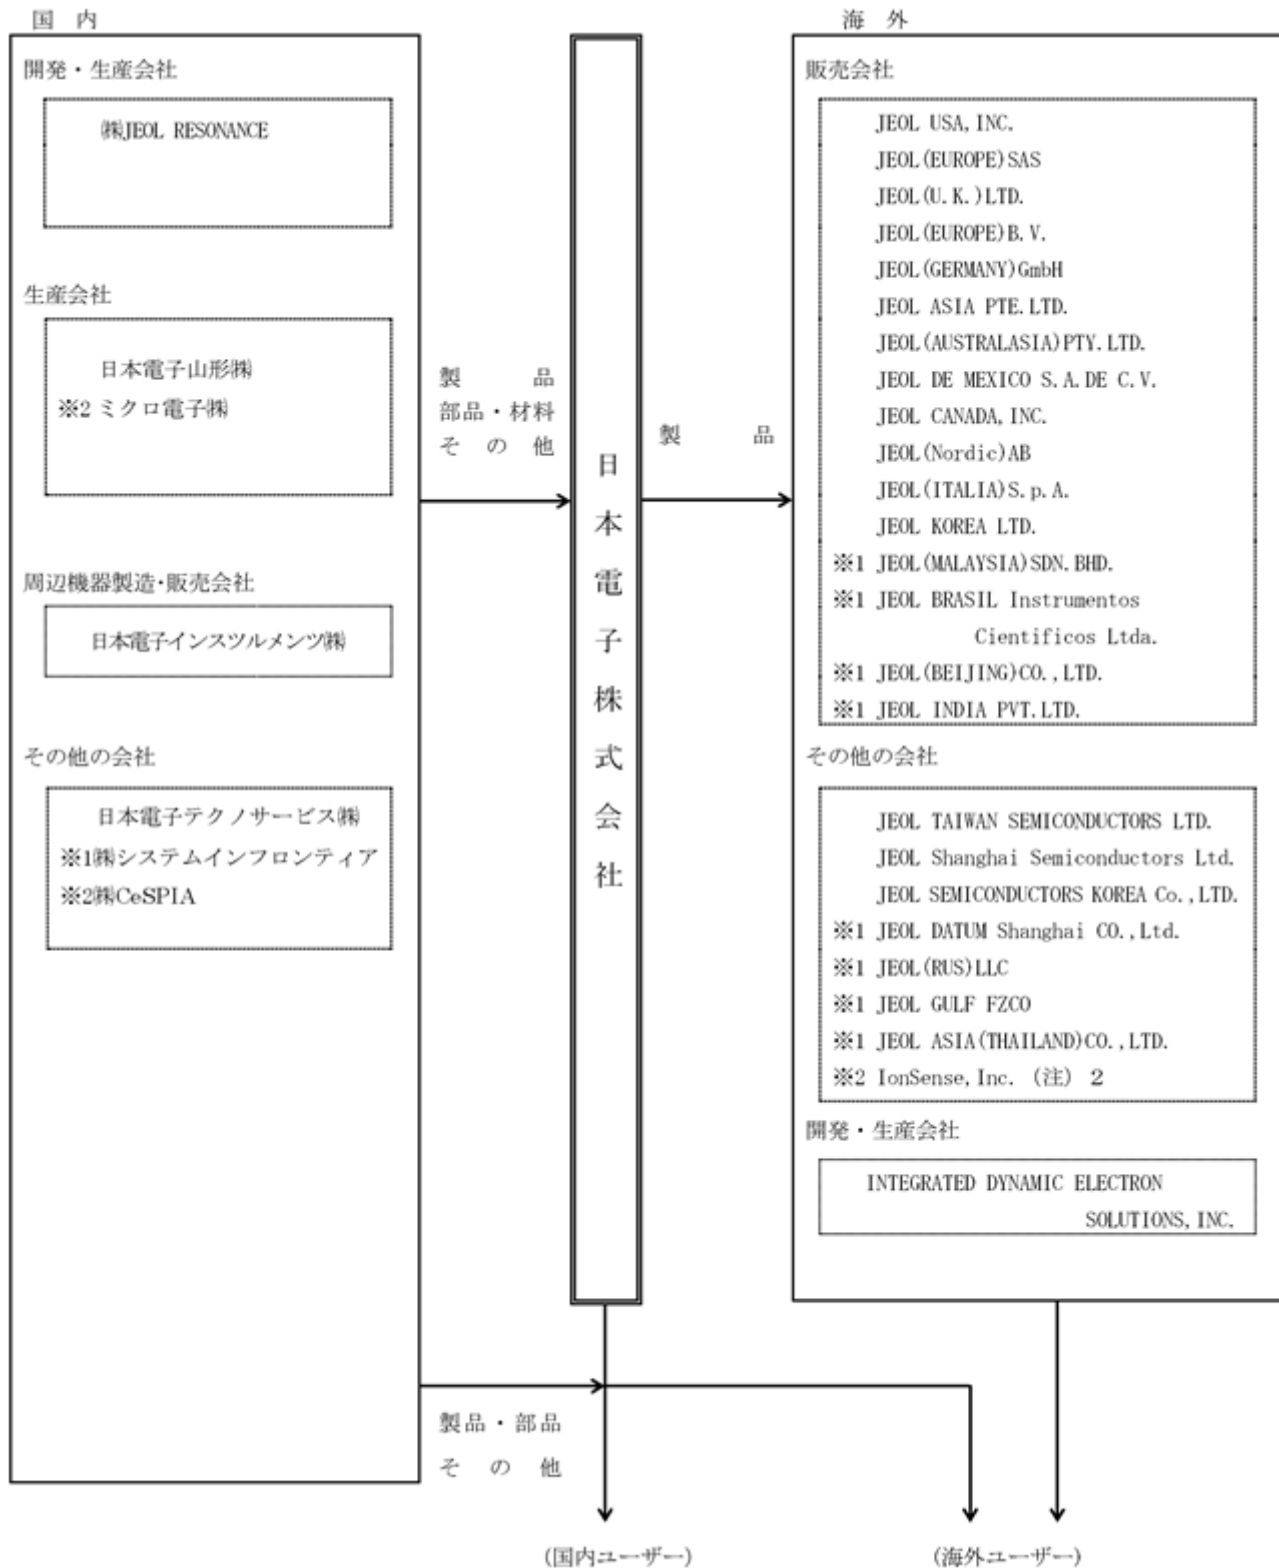 国 内
開発・生産会社
㈱JEOL RESONANCE
生産会社
日本電子山形㈱
※2 ミクロ電子㈱
周辺機器製造・販売会社
日本電子インスツルメンツ㈱
その他の会社
日本電子テクノサービス㈱
※1㈱システムインフロンティア
※2㈱CeSPIA
製 品
部品・材料
そ の 他
日本電子株式会社
製 品
海 外
販売会社
JEOL USA,INC.
JEOL(EUROPE)SAS
JEOL(U.K.)LTD.
JEOL(EUROPE)B.V.
JEOL(GERMANY)GmbH
JEOL ASIA PTE.LTD.
JEOL(AUSTRALASIA)PTY.LTD.
JEOL DE MEXICO S.A.DE C.V.
JEOL CANADA,INC.
JEOL(Nordic)AB
JEOL(ITALIA)S.p.A.
JEOL KOREA LTD.
※1 JEOL(MALAYSIA)SDN.BHD.
※1 JEOL BRASIL Instrumentos
Cientificos Ltda.
※1 JEOL(BEIJING)CO.,LTD.
※1 JEOL INDIA PVT.LTD.
その他の会社
JEOL TAIWAN SEMICONDUCTORS LTD.
JEOL Shanghai Semiconductors Ltd.
JEOL SEMICONDUCTORS KOREA Co.,LTD.
※1 JEOL DATUM Shanghai CO.,Ltd.
※1 JEOL(RUS)LLC
※1 JEOL GULF FZCO
※1 JEOL ASIA(THAILAND)CO.,LTD.
※2 IonSense,Inc. (注) 2
開発・生産会社
INTEGRATED DYNAMIC ELECTRON
SOLUTIONS,INC.
製品・部品
そ の 他
(国内ユーザー)
(海外ユーザー)